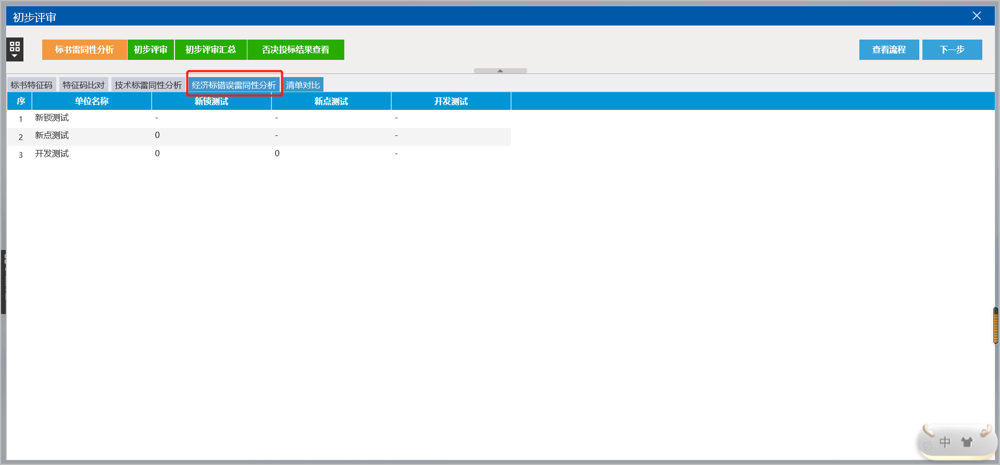 初步评审
标书雷同性分析 初步评审 初步评审汇总 否决投标结果查看 查看流程 下一步
标书特征码 特征码比对 技术标雷同性分析 经济标错误雷同性分析 清单对比
序 单位名称 新锁测试 新点测试 开发测试
1 新锁测试 - - -
2 新点测试 0 - -
3 开发测试 0 0 -
中